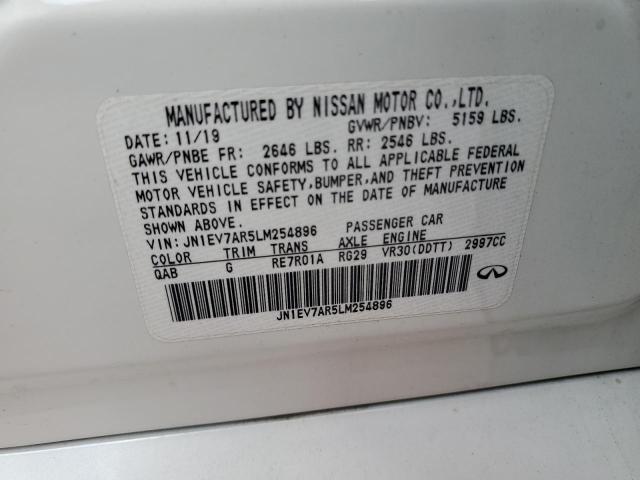 MANUFACTURED BY NISSAN MOTOR CO.,LTD.
DATE: 11/19 GVWR/PNBV: 5159 LBS.
GAWR/PNBE FR: 2646 LBS. RR: 2546 LBS.
THIS VEHICLE CONFORMS TO ALL APPLICABLE FEDERAL
MOTOR VEHICLE SAFETY,BUMPER,AND THEFT PREVENTION
STANDARDS IN EFFECT ON THE DATE OF MANUFACTURE
SHOWN ABOVE.
VIN: JN1EV7AR5LM254896 PASSENGER CAR
COLOR TRIM TRANS AXLE ENGINE
QAB G RE7R01A RG29 VR30(DDTT) 2997CC
JN1EV7AR5LM254896